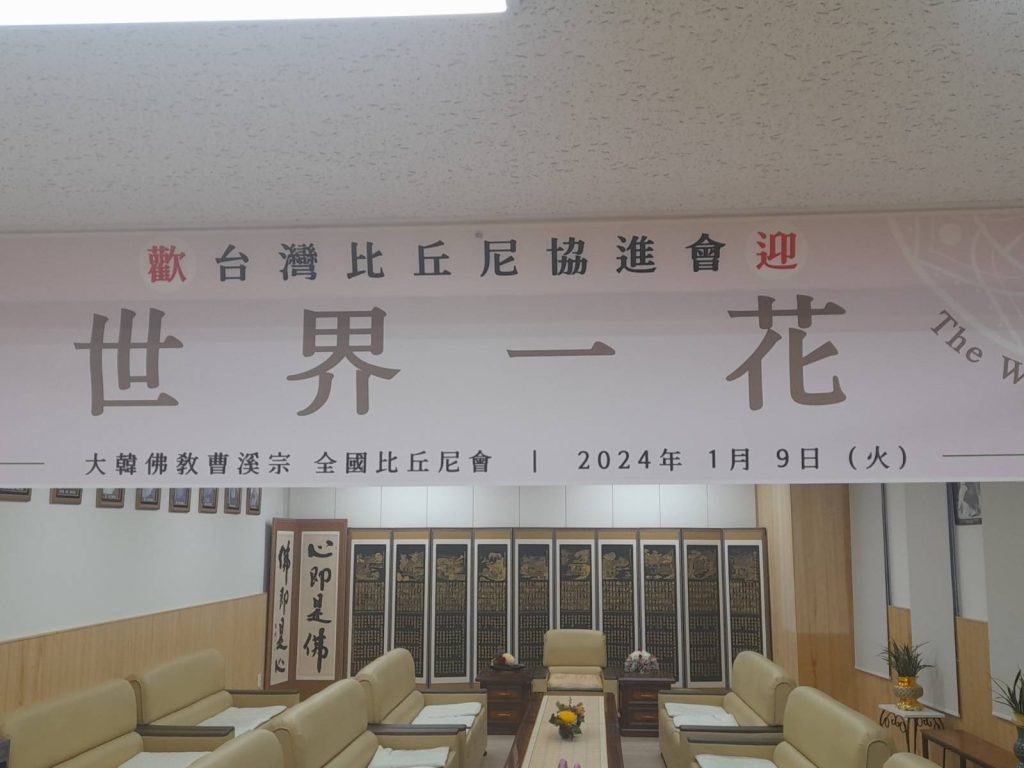 歡 台灣比丘尼協進會 迎
世界一花
The W
大韓佛敎曹溪宗 全國比丘尼會 | 2024年 1月 9日 (火)
佛即是心
心即是佛